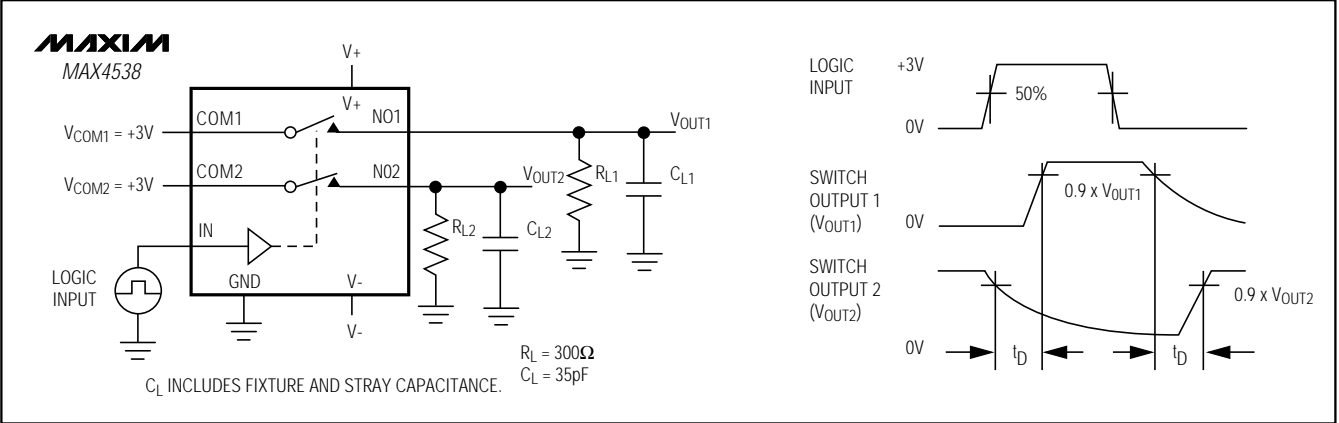 MAXIM
MAX4538
V+
V+
COM1
NO1
VCOM1 = +3V
VOUT1
COM2
N02
VCOM2 = +3V
VOUT2
RL1
CL1
IN
RL2
CL2
LOGIC
INPUT
GND
V-
V-
RL = 300Ω
CL = 35pF
CL INCLUDES FIXTURE AND STRAY CAPACITANCE.
LOGIC
INPUT
+3V
50%
0V
SWITCH
OUTPUT 1
(VOUT1)
0.9 x V0UT1
0V
SWITCH
OUTPUT 2
(VOUT2)
0.9 x VOUT2
0V
tD
tD